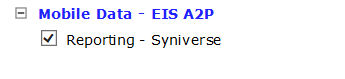 Mobile Data - EIS A2P
Reporting - Syniverse